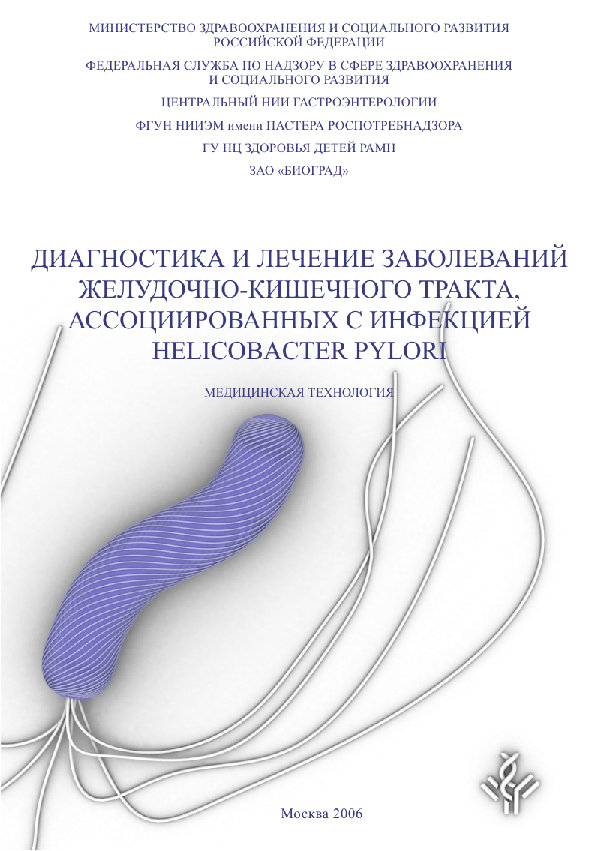 МИНИСТЕРСТВО ЗДРАВООХРАНЕНИЯ И СОЦИАЛЬНОГО РАЗВИТИЯ
РОССИЙСКОЙ ФЕДЕРАЦИИ
ФЕДЕРАЛЬНАЯ СЛУЖБА ПО НАДЗОРУ В СФЕРЕ ЗДРАВООХРАНЕНИЯ
И СОЦИАЛЬНОГО РАЗВИТИЯ
ЦЕНТРАЛЬНЫЙ НИИ ГАСТРОЭНТЕРОЛОГИИ
ФГУН НИИЭМ имени ПАСТЕРА РОСПОТРЕБНАДЗОРА
ГУ НЦ ЗДОРОВЬЯ ДЕТЕЙ РАМН
ЗАО «БИОГРАД»
ДИАГНОСТИКА И ЛЕЧЕНИЕ ЗАБОЛЕВАНИЙ
ЖЕЛУДОЧНО-КИШЕЧНОГО ТРАКТА,
АССОЦИИРОВАННЫХ С ИНФЕКЦИЕЙ
HELICOBACTER PYLORI
МЕДИЦИНСКАЯ ТЕХНОЛОГИЯ
Москва 2006